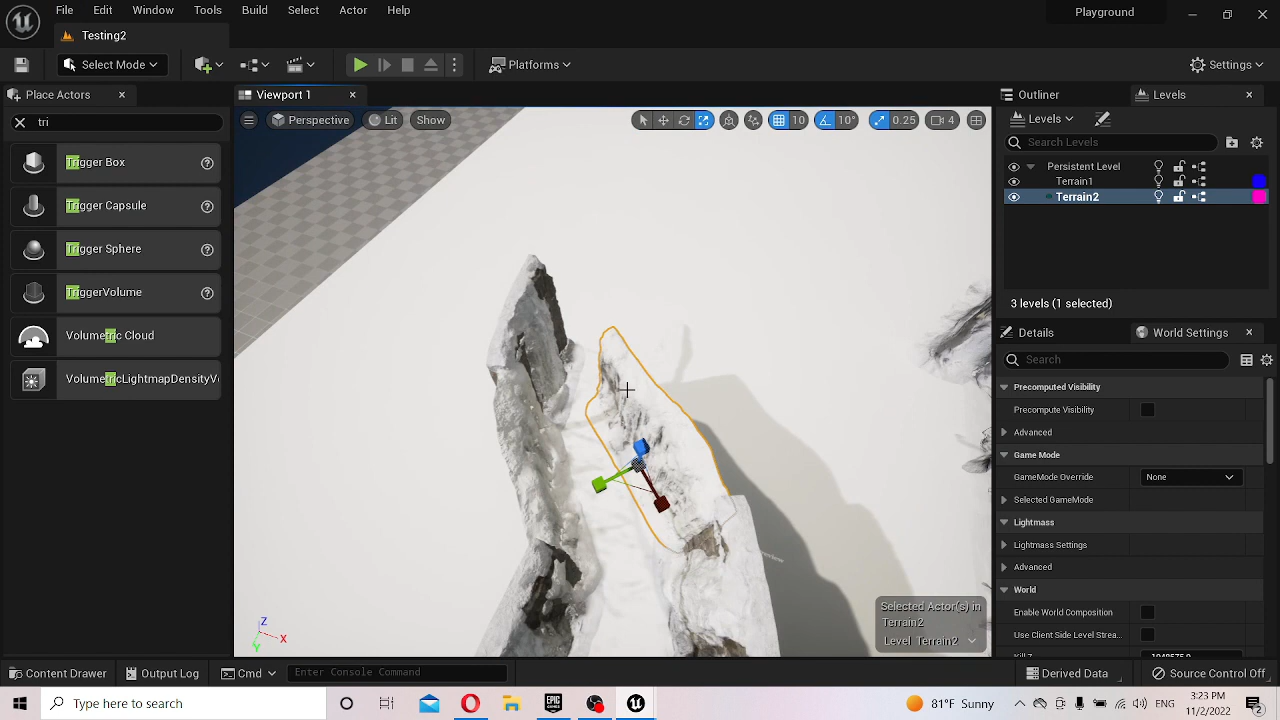 File Edit Window Tools Build Select Actor Help
Playground
Testing2
Select Mode
Platforms
Settings
Place Actors
Viewport 1
Outliner
Levels
tri
Perspective
Lit
Show
10
10°
0.25
4
Levels
Search Levels
Trigger Box
Trigger Capsule
Trigger Sphere
TriggerVolume
Volumetric Cloud
VolumetricLightmapDensityV
Persistent Level
Terrain1
Terrain2
3 levels (1 selected)
Details
World Settings
Search
Precomputed Visibility
Precompute Visibility
Advanced
Game Mode
GameMode Override
None
Selected GameMode
Lightmass
Lightmass Settings
Advanced
World
Enable World Composition
Use Client Side Level Strea..
Z
X
Y
Selected Actor(s) in
Terrain2
Level: Terrain2
Content Drawer
Output Log
Cmd
Enter Console Command
Derived Data
Source Control Off
Type here to search
EPIC
GAMES
81°F Sunny
ENG
3:23 PM
11/2/2022
2